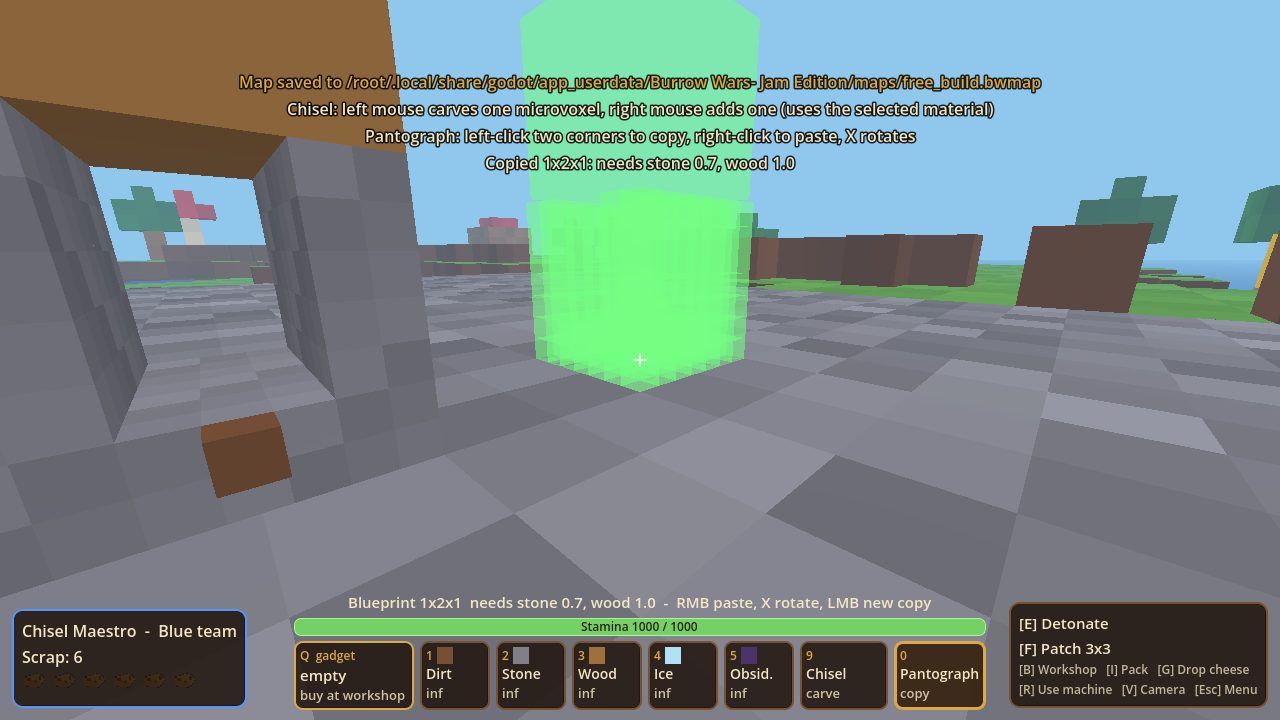 Map saved to /root/.local/share/godot/app_userdata/Burrow Wars- Jam Edition/maps/free_build.bwmap
Chisel: left mouse carves one microvoxel, right mouse adds one (uses the selected material)
Pantograph: left-click two corners to copy, right-click to paste, X rotates
Copied 1x2x1: needs stone 0.7, wood 1.0
Blueprint 1x2x1  needs stone 0.7, wood 1.0  -  RMB paste, X rotate, LMB new copy
Stamina 1000 / 1000
Chisel Maestro  -  Blue team
Scrap: 6
Q gadget
empty
buy at workshop
1
Dirt
inf
2
Stone
inf
3
Wood
inf
4
Ice
inf
5
Obsid.
inf
9
Chisel
carve
0
Pantograph
copy
[E] Detonate
[F] Patch 3x3
[B] Workshop  [I] Pack  [G] Drop cheese
[R] Use machine  [V] Camera  [Esc] Menu